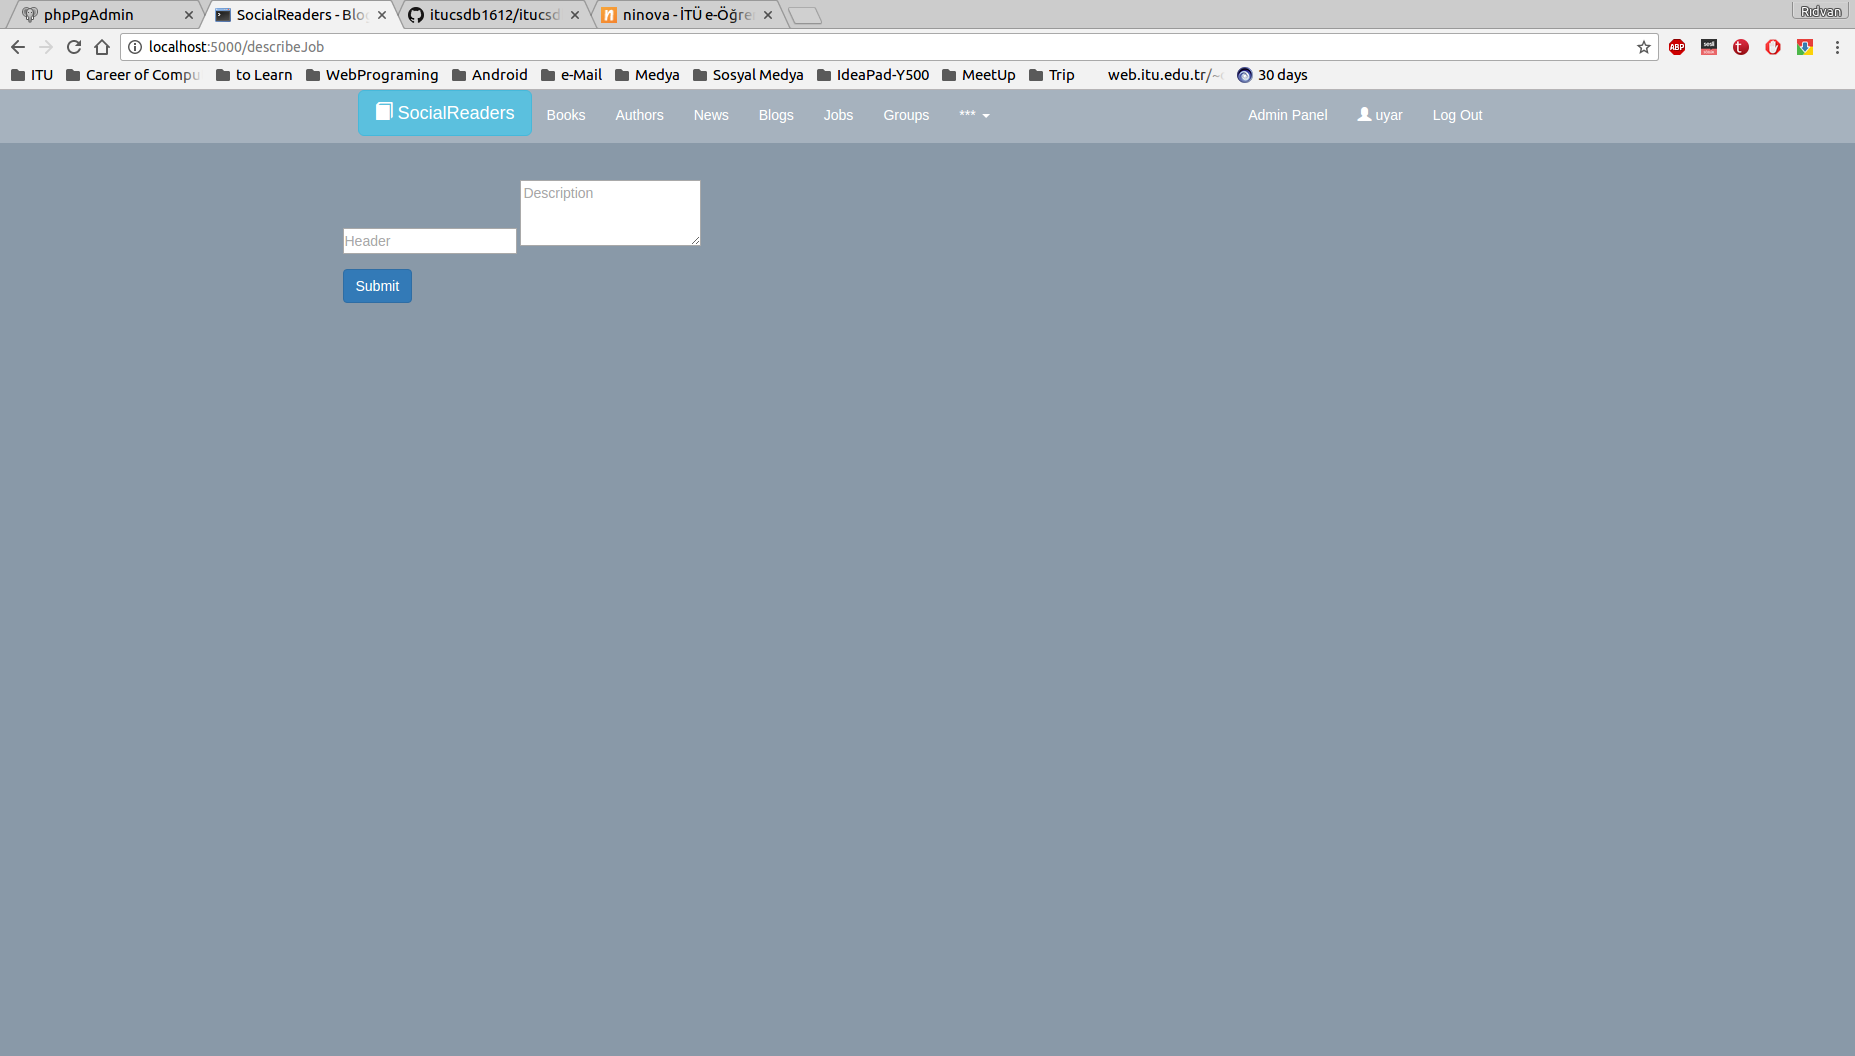 phpPgAdmin
SocialReaders - Blo
itucsdb1612/itucsd
ninova - İTÜ e-Öğre
Rıdvan
localhost:5000/describeJob
ABP
ITU
Career of Compu
to Learn
WebPrograming
Android
e-Mail
Medya
Sosyal Medya
IdeaPad-Y500
MeetUp
Trip
web.itu.edu.tr/~
30 days
SocialReaders
Books
Authors
News
Blogs
Jobs
Groups
***
Admin Panel
uyar
Log Out
Description
Header
Submit